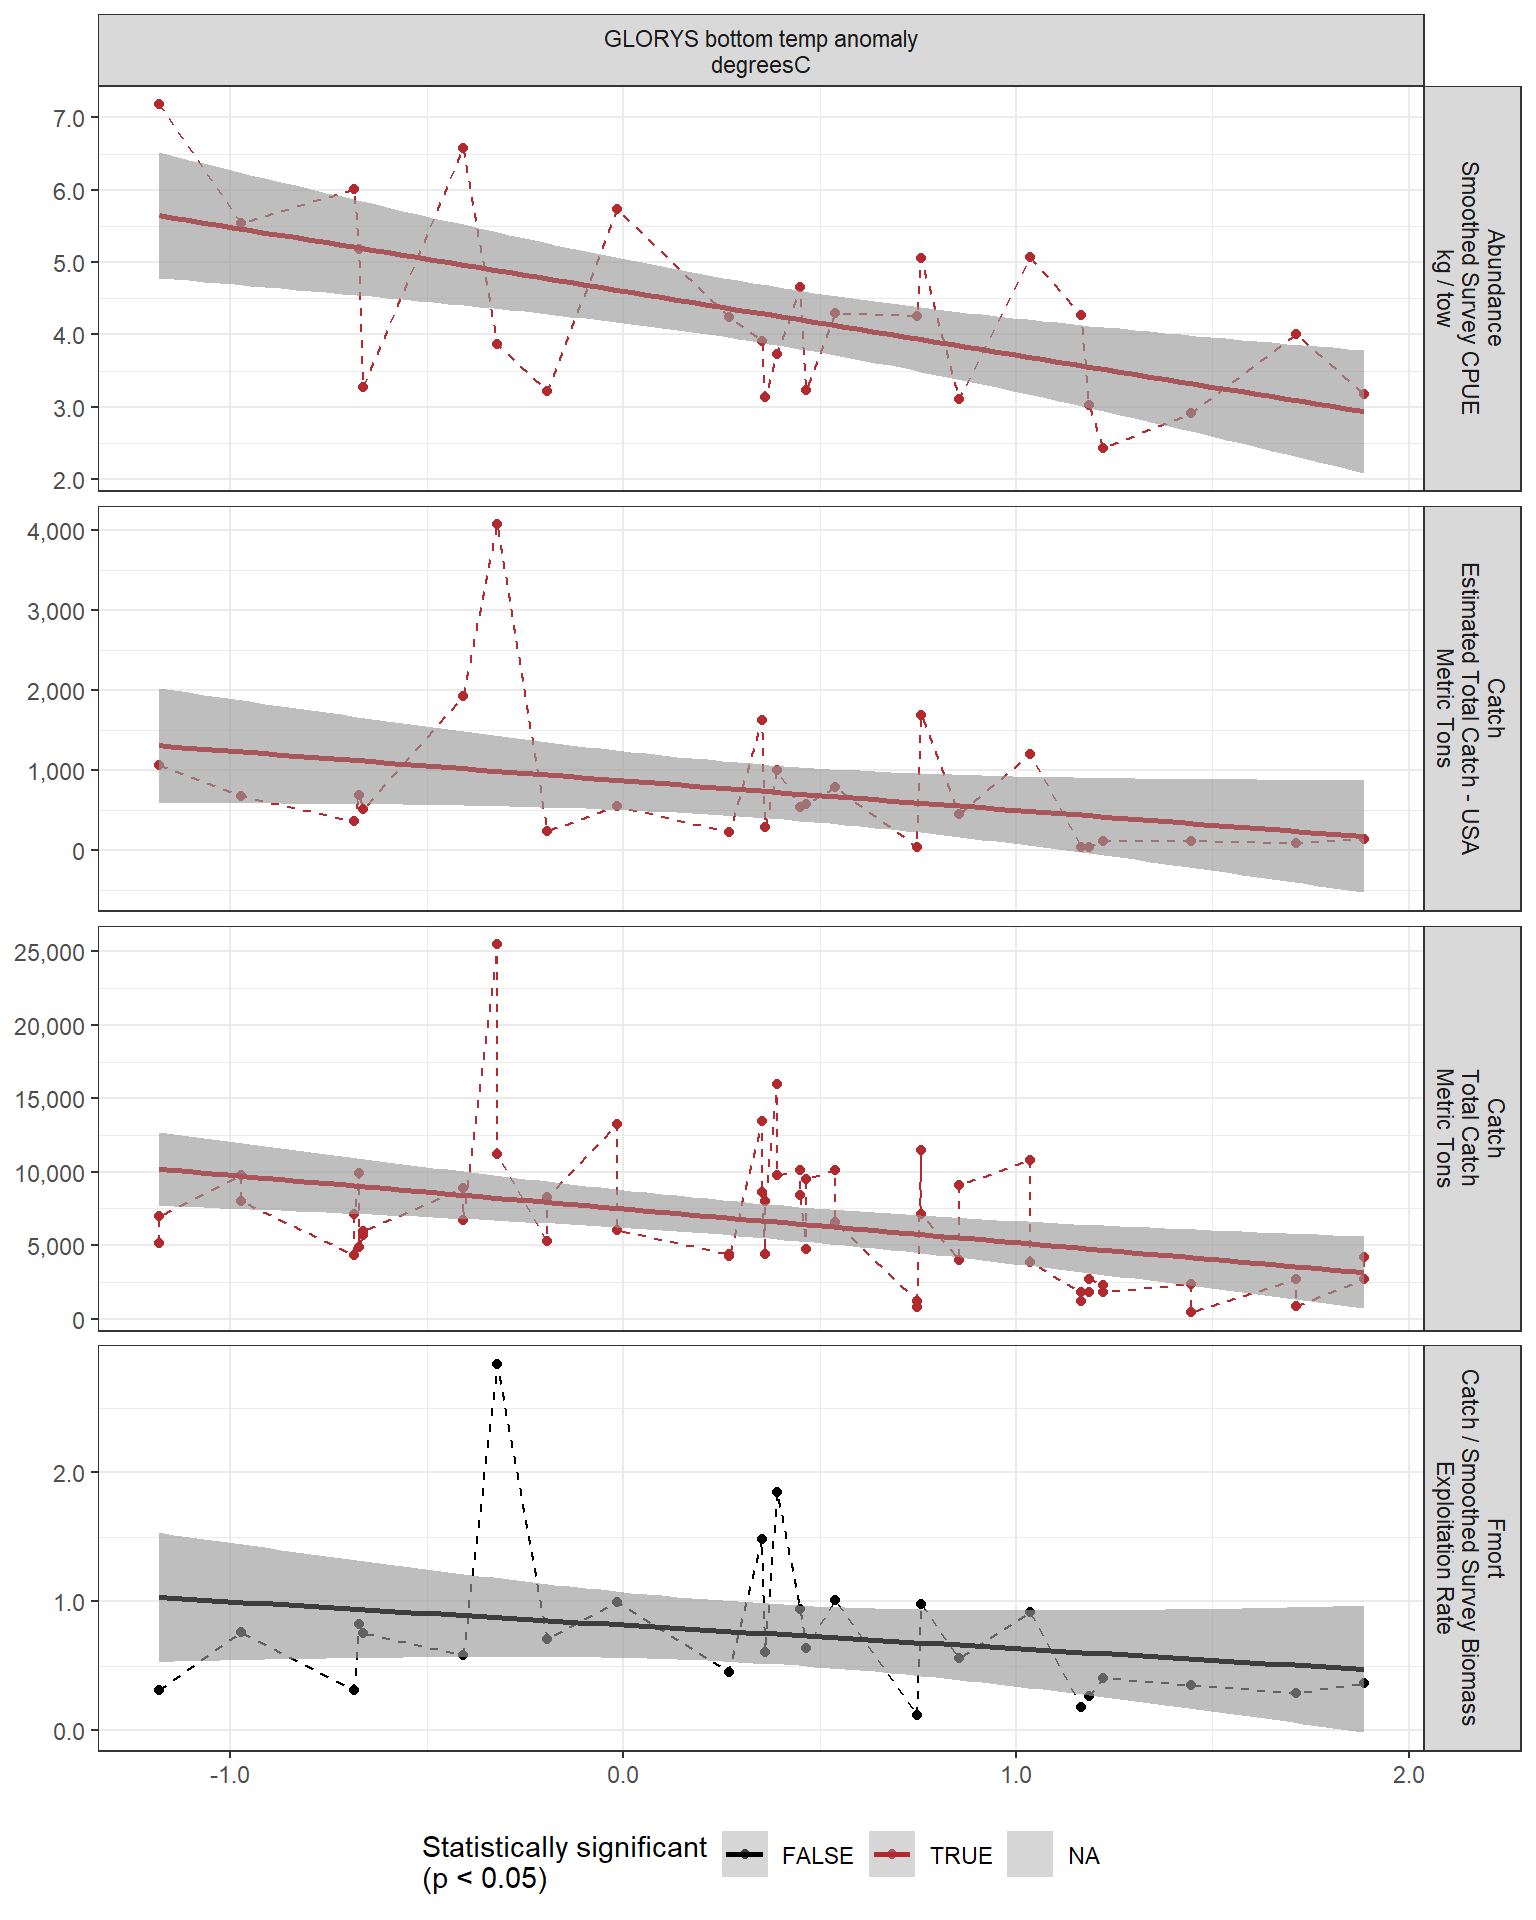 GLORYS bottom temp anomaly
degreesC
7.0
6.0
5.0
4.0
3.0
2.0
Abundance
Smoothed Survey CPUE
kg / tow
4,000
3,000
2,000
1,000
0
Catch
Estimated Total Catch - USA
Metric Tons
25,000
20,000
15,000
10,000
5,000
0
Catch
Total Catch
Metric Tons
2.0
1.0
0.0
Fmort
Catch / Smoothed Survey Biomass
Exploitation Rate
-1.0 0.0 1.0 2.0
Statistically significant
(p < 0.05)
FALSE TRUE NA